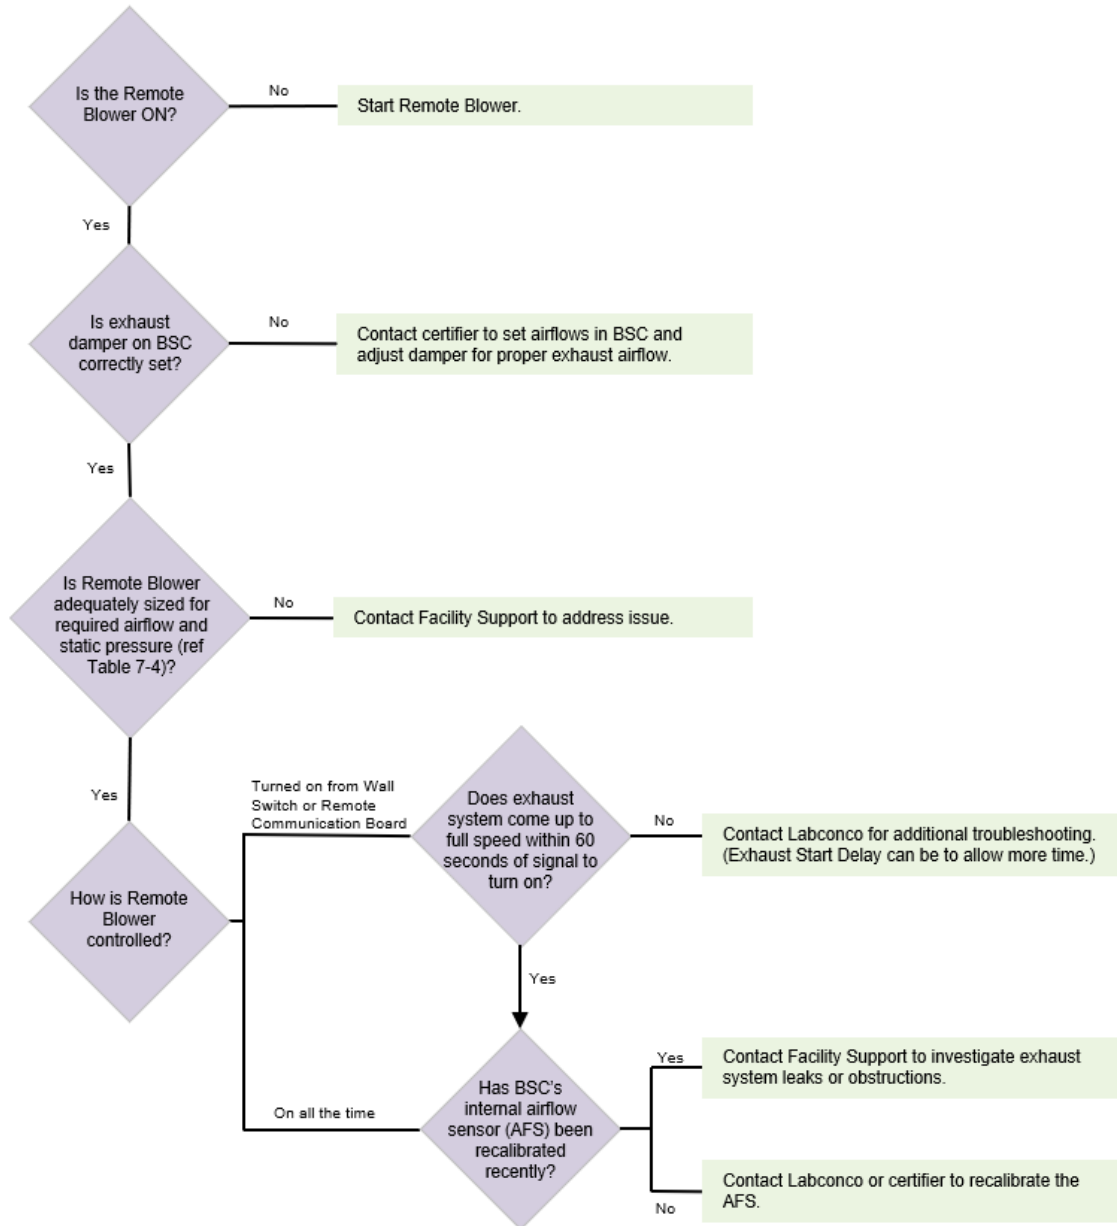 Is the Remote
Blower ON?
No
Start Remote Blower.
Yes
Is exhaust
damper on BSC
correctly set?
No
Contact certifier to set airflows in BSC and
adjust damper for proper exhaust airflow.
Yes
Is Remote Blower
adequately sized for
required airflow and
static pressure (ref
Table 7-4)?
No
Contact Facility Support to address issue.
Yes
How is Remote
Blower
controlled?
Turned on from Wall
Switch or Remote
Communication Board
Does exhaust
system come up to
full speed within 60
seconds of signal to
turn on?
No
Contact Labconco for additional troubleshooting.
(Exhaust Start Delay can be to allow more time.)
Yes
On all the time
Has BSC's
internal airflow
sensor (AFS) been
recalibrated
recently?
Yes
Contact Facility Support to investigate exhaust
system leaks or obstructions.
No
Contact Labconco or certifier to recalibrate the
AFS.